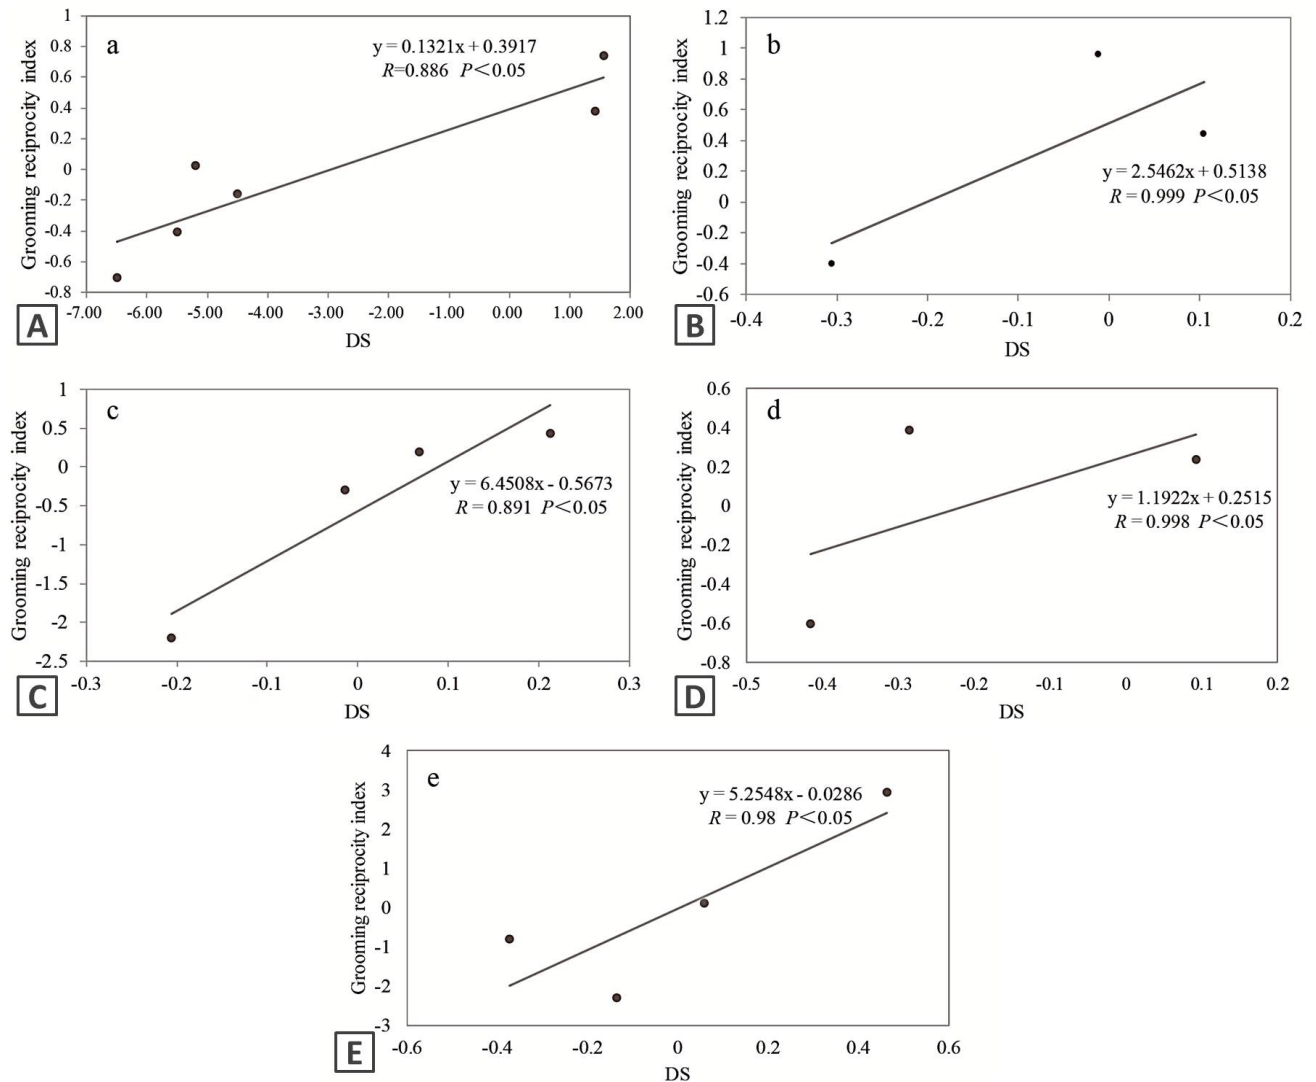 a
y = 0.1321x + 0.3917
R=0.886 P<0.05
Grooming reciprocity index
1
0.8
0.6
0.4
0.2
0
-0.2
-0.4
-0.6
-0.8
-7.00 -6.00 -5.00 -4.00 -3.00 -2.00 -1.00 0.00 1.00 2.00
DS
A
b
y = 2.5462x + 0.5138
R = 0.999 P<0.05
Grooming reciprocity index
1.2
1
0.8
0.6
0.4
0.2
0
-0.2
-0.4
-0.6
-0.4 -0.3 -0.2 -0.1 0 0.1 0.2
DS
B
c
y = 6.4508x - 0.5673
R = 0.891 P<0.05
Grooming reciprocity index
1
0.5
0
-0.5
-1
-1.5
-2
-2.5
-0.3 -0.2 -0.1 0 0.1 0.2 0.3
DS
C
d
y = 1.1922x + 0.2515
R = 0.998 P<0.05
Grooming reciprocity index
0.6
0.4
0.2
0
-0.2
-0.4
-0.6
-0.8
-0.5 -0.4 -0.3 -0.2 -0.1 0 0.1 0.2
DS
D
e
y = 5.2548x - 0.0286
R = 0.98 P<0.05
Grooming reciprocity index
4
3
2
1
0
-1
-2
-3
-0.6 -0.4 -0.2 0 0.2 0.4 0.6
DS
E